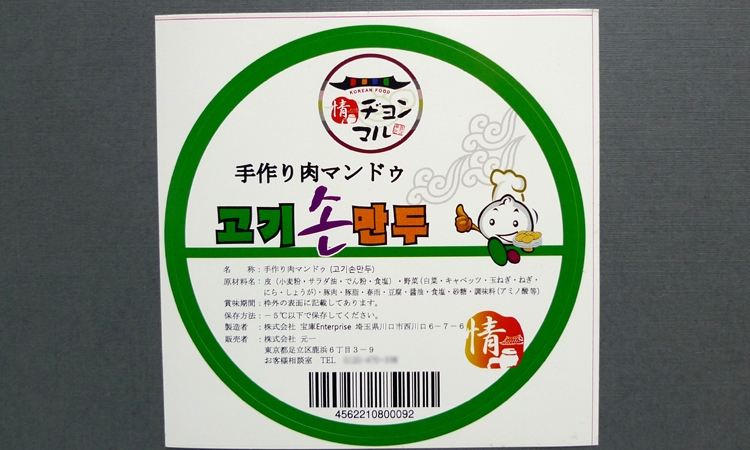 KOREAN FOOD
情 ヂョン
マル
手作り肉マンドゥ
고기손만두
名　　称：手作り肉マンドゥ (고기손만두)
原材料名：皮（小麦粉・サラダ油・でん粉・食塩）・野菜（白菜・キャベッツ・玉ねぎ・ねぎ・
にら・しょうが）・豚肉・豚脂・春雨・豆腐・醤油・食塩・砂糖・調味料（アミノ酸等）
賞味期間：枠外の表面に記載してあります。
保存方法：－５℃以下で保存してください。
製造者　：株式会社 宝庫Enterprise 埼玉県川口市西川口６－７－６
販売者　：株式会社 元一
東京都足立区鹿浜６丁目３－９
お客様相談室　TEL
情
4562210800092